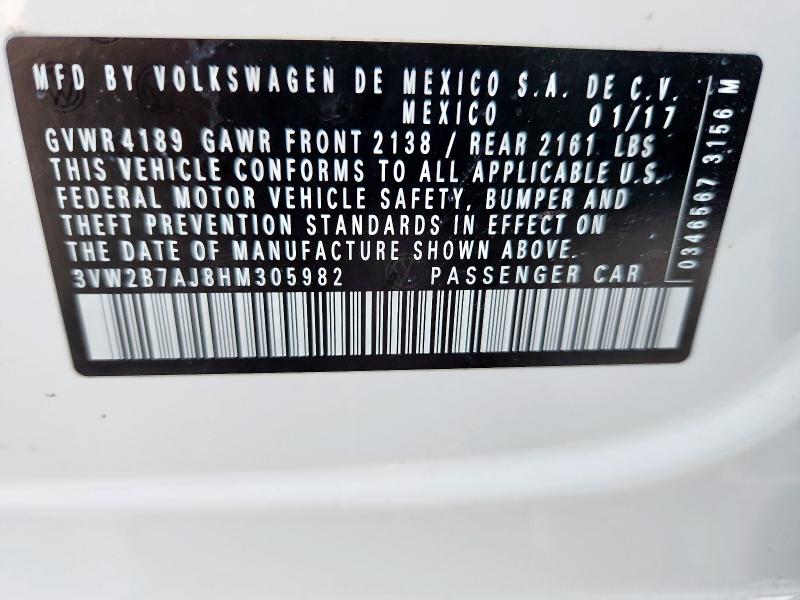 MFD BY VOLKSWAGEN DE MEXICO S.A. DE C.V.
MEXICO 01/17
GVWR 4189 GAWR FRONT 2138 / REAR 2161 LBS
THIS VEHICLE CONFORMS TO ALL APPLICABLE U.S.
FEDERAL MOTOR VEHICLE SAFETY, BUMPER AND
THEFT PREVENTION STANDARDS IN EFFECT ON
THE DATE OF MANUFACTURE SHOWN ABOVE.
3VW2B7AJ8HM305982 PASSENGER CAR
0346567 3156 M